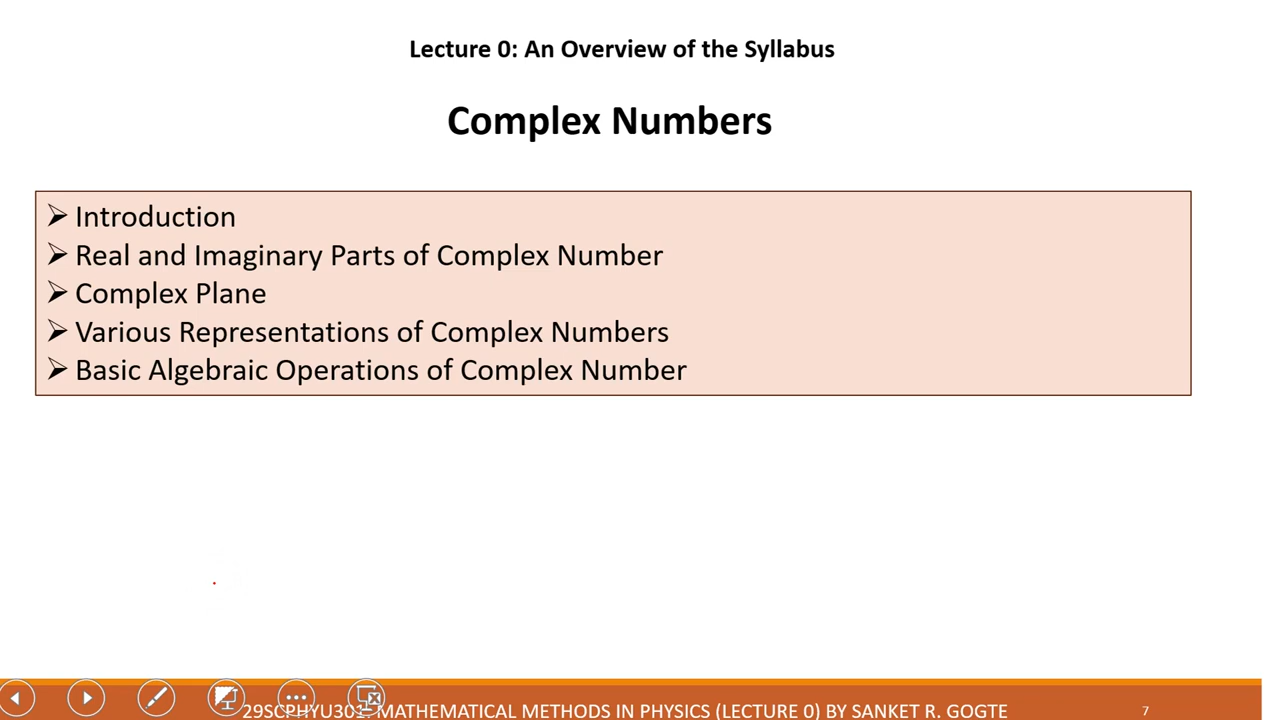 Lecture 0: An Overview of the Syllabus
Complex Numbers
Introduction
Real and Imaginary Parts of Complex Number
Complex Plane
Various Representations of Complex Numbers
Basic Algebraic Operations of Complex Number
29SCPHYU301: MATHEMATICAL METHODS IN PHYSICS (LECTURE 0) BY SANKET R. GOGTE
7